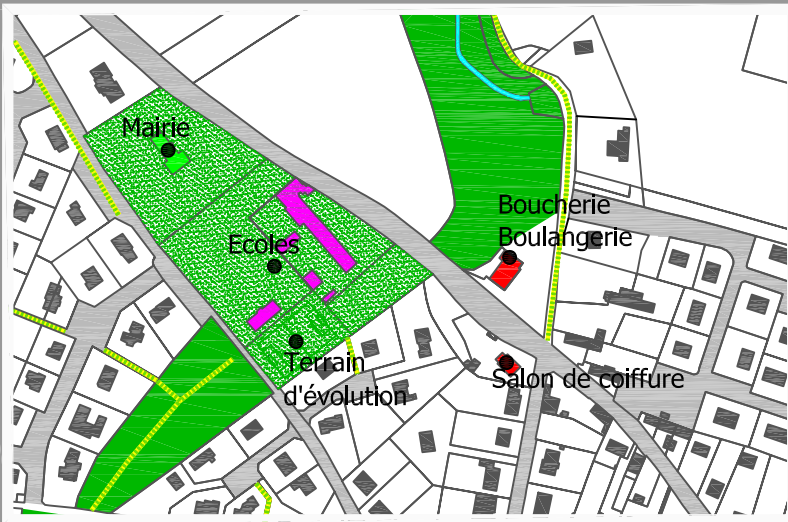 Mairie
Boucherie
Boulangerie
Ecoles
Terrain
d'évolution
Salon de coiffure